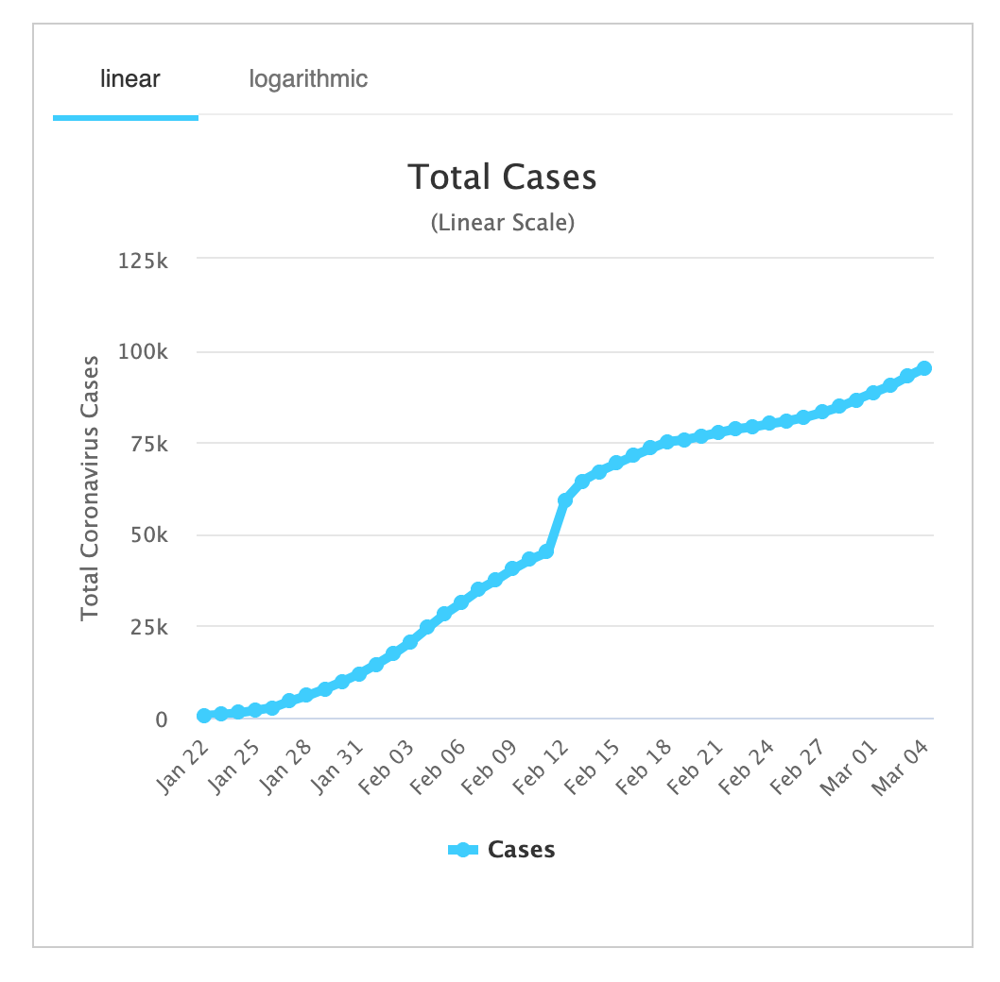 linear logarithmic
Total Cases
(Linear Scale)
Total Coronavirus Cases
125k
100k
75k
50k
25k
0
Jan 22
Jan 25
Jan 28
Jan 31
Feb 03
Feb 06
Feb 09
Feb 12
Feb 15
Feb 18
Feb 21
Feb 24
Feb 27
Mar 01
Mar 04
Cases